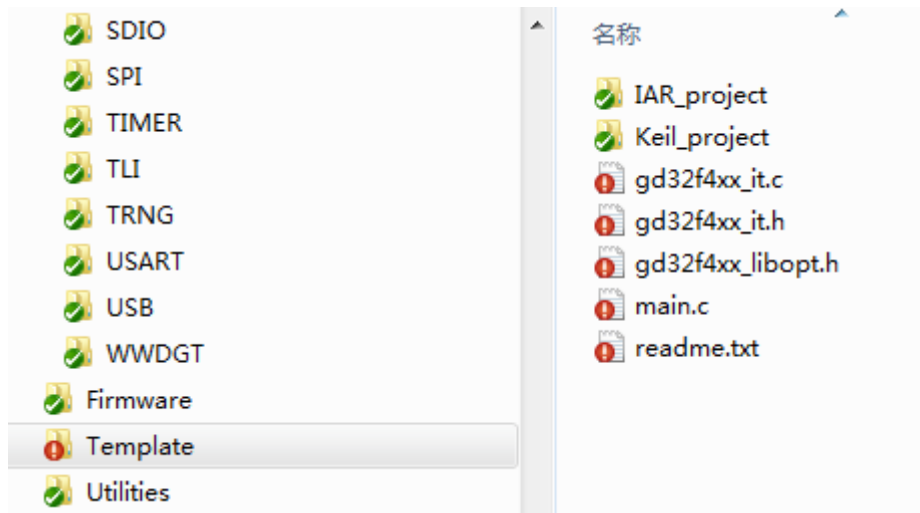 SDIO
SPI
TIMER
TLI
TRNG
USART
USB
WWDGT
Firmware
Template
Utilities
名称
IAR_project
Keil_project
gd32f4xx_it.c
gd32f4xx_it.h
gd32f4xx_libopt.h
main.c
readme.txt